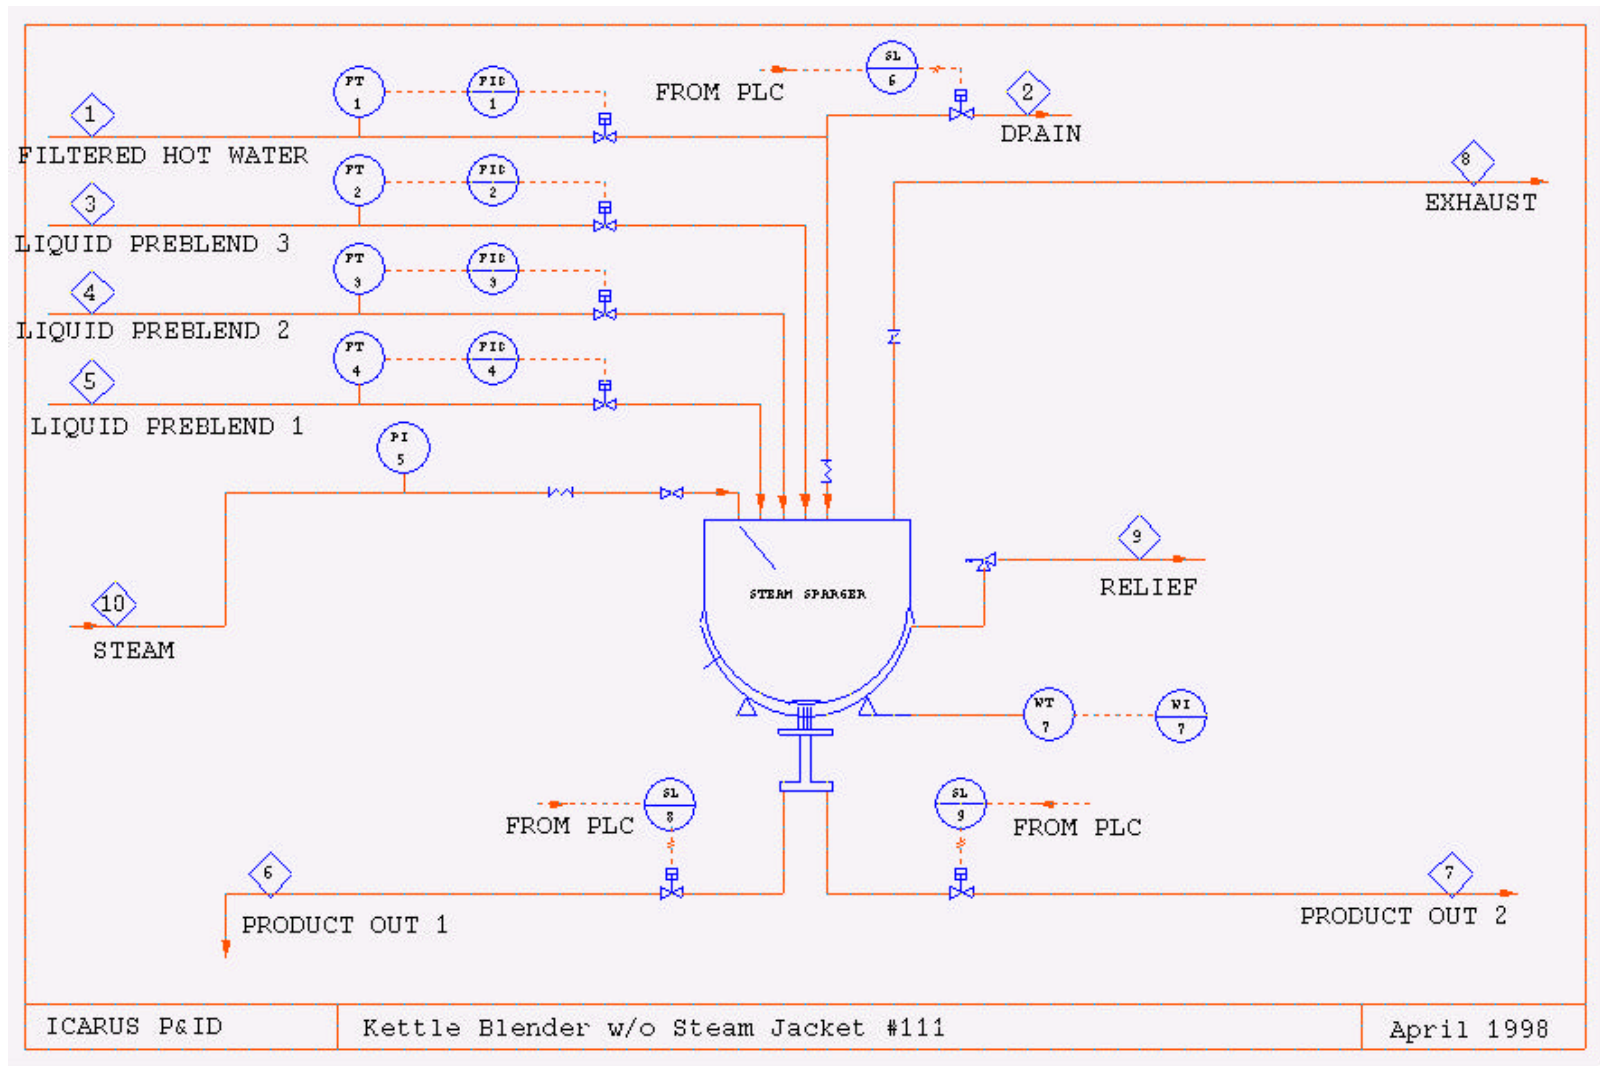 SL
6
FROM PLC
2
DRAIN
FT
1
FIC
1
1
FILTERED HOT WATER
8
EXHAUST
FT
2
FIC
2
3
LIQUID PREBLEND 3
FT
3
FIC
3
4
LIQUID PREBLEND 2
FT
4
FIC
4
5
LIQUID PREBLEND 1
PI
5
9
RELIEF
STEAM SPARGER
10
STEAM
WT
7
WI
7
SL
8
FROM PLC
SL
9
FROM PLC
6
PRODUCT OUT 1
7
PRODUCT OUT 2
ICARUS P&ID
Kettle Blender w/o Steam Jacket #111
April 1998